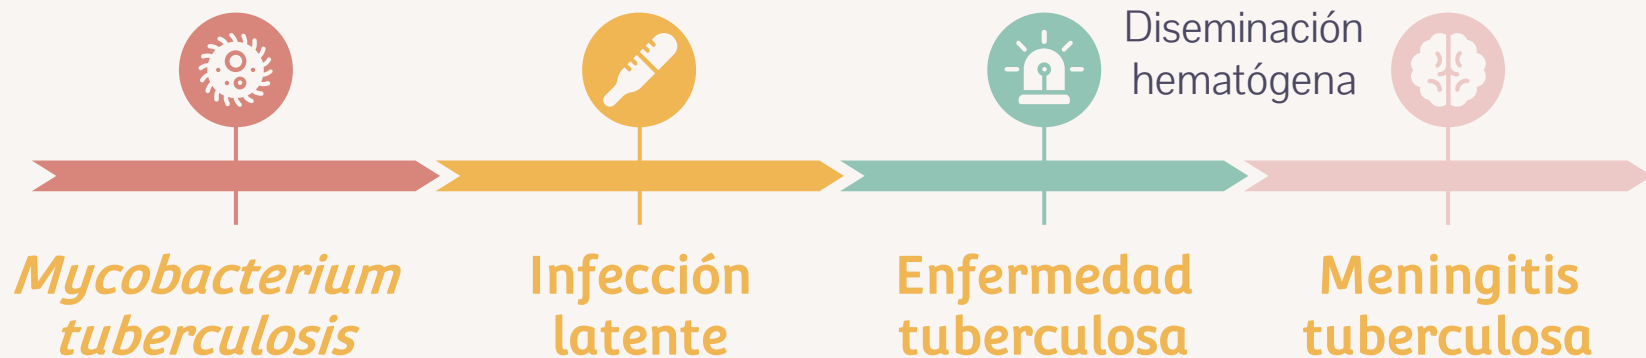 Diseminación
hematógena
Mycobacterium
tuberculosis
Infección
latente
Enfermedad
tuberculosa
Meningitis
tuberculosa